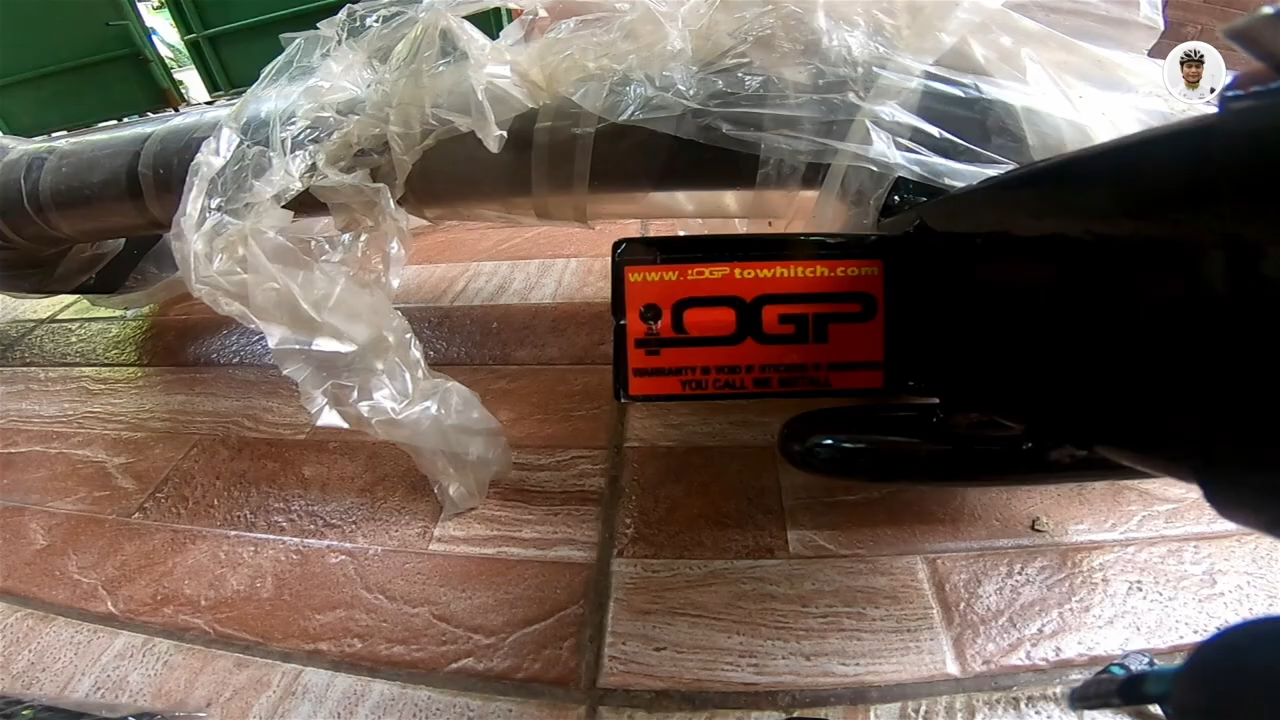 www.OGPtowhitch.com
OGP
WARRANTY IS VOID IF STICKER IS REMOVED
YOU CALL WE INSTALL